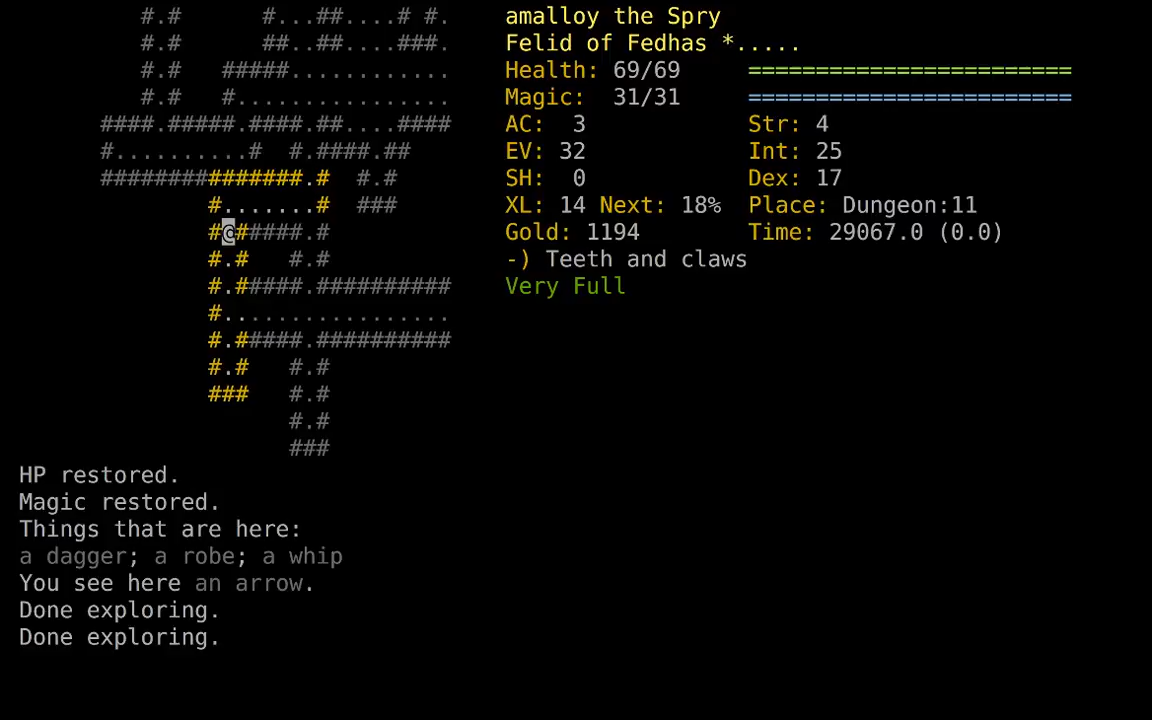 #.#      #...##....# #. amalloy the Spry
#.#      ##..##....###. Felid of Fedhas *.....
#.#   #####............ Health: 69/69 ========================
#.#   #................ Magic:  31/31 ========================
####.#####.####.##....#### AC:  3 Str: 4
#..........#  #.####.## EV: 32 Int: 25
###############.#  #.# SH:  0 Dex: 17
#.......#  ### XL: 14 Next: 18% Place: Dungeon:11
#@#####.# Gold: 1194 Time: 29067.0 (0.0)
#.#   #.# -) Teeth and claws
#.#####.########## Very Full
#.................
#.#####.##########
#.#   #.#
###   #.#
#.#
###
HP restored.
Magic restored.
Things that are here:
a dagger; a robe; a whip
You see here an arrow.
Done exploring.
Done exploring.